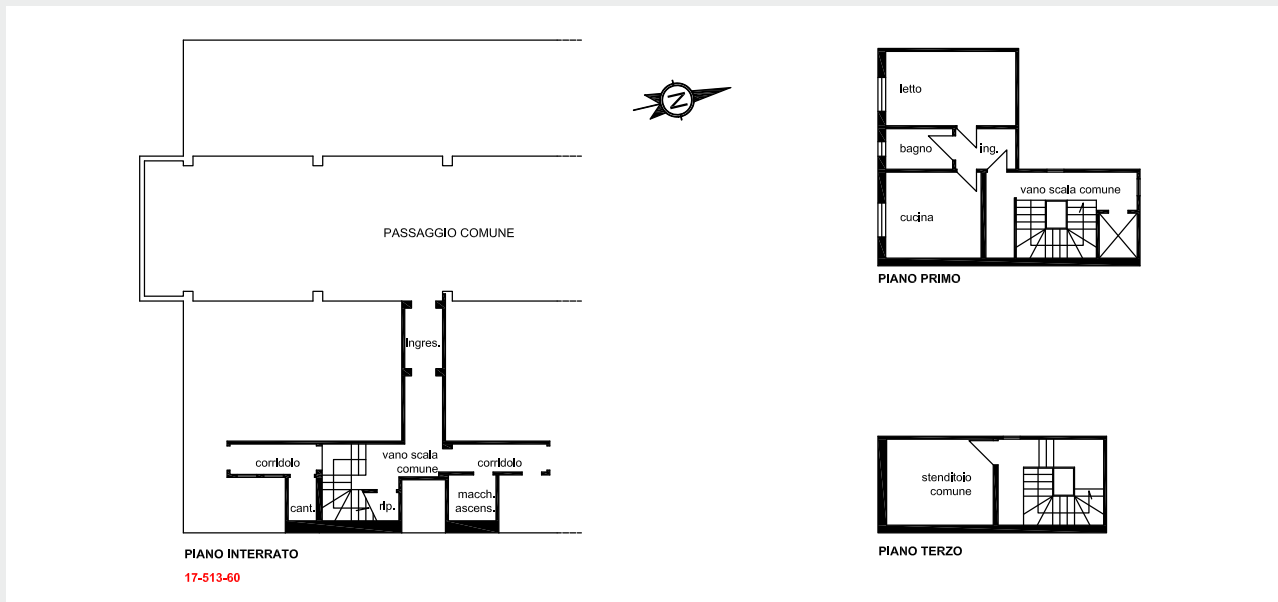 N
PASSAGGIO COMUNE
Ingres.
corridoio
vano scala
comune
corridoio
cant.
rip.
macch.
ascens.
PIANO INTERRATO
17-513-60
letto
bagno
ing.
vano scala comune
cucina
PIANO PRIMO
stenditoio
comune
PIANO TERZO